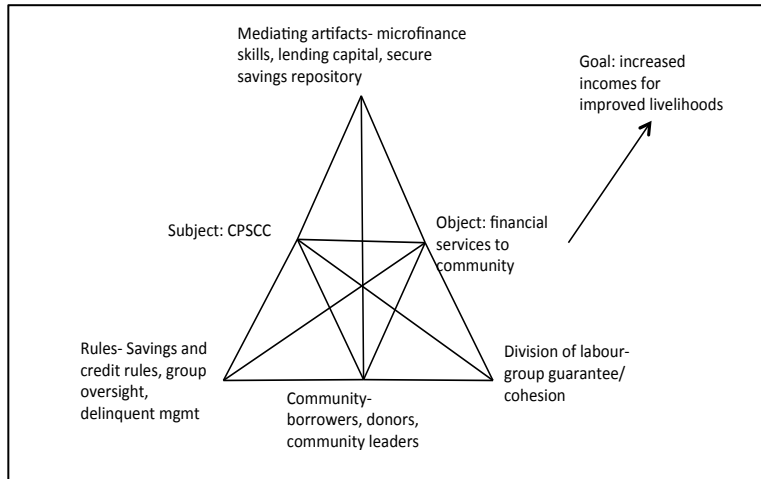 Mediating artifacts- microfinance
skills, lending capital, secure
savings repository
Goal: increased
incomes for
improved livelihoods
Subject: CPSCC
Object: financial
services to
community
Rules- Savings and
credit rules, group
oversight,
delinquent mgmt
Community-
borrowers, donors,
community leaders
Division of labour-
group guarantee/
cohesion